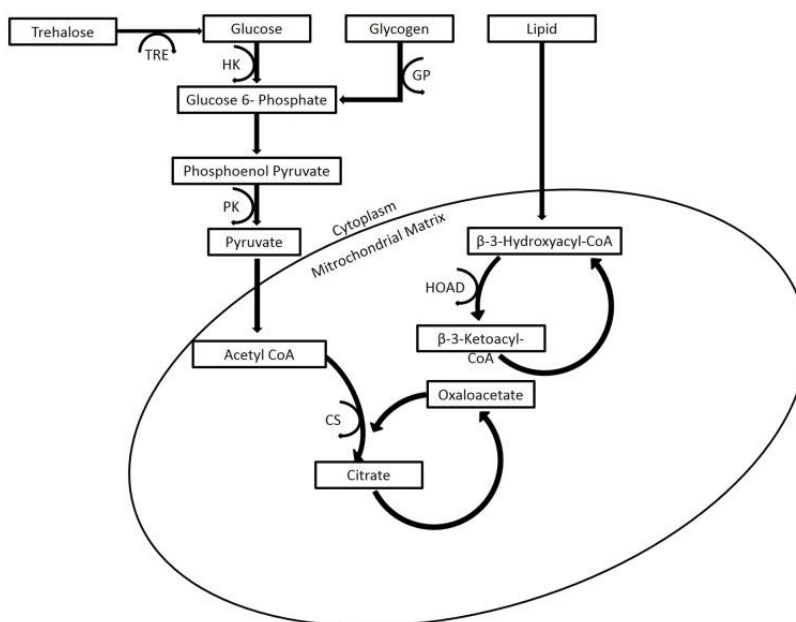 Trehalose
Glucose
Glycogen
Lipid
TRE
HK
GP
Glucose 6- Phosphate
Phosphoenol Pyruvate
PK
Cytoplasm
Pyruvate
Mitrochondrial Matrix
β-3-Hydroxyacyl-CoA
HOAD
β-3-Ketoacyl-
CoA
Acetyl CoA
Oxaloacetate
CS
Citrate